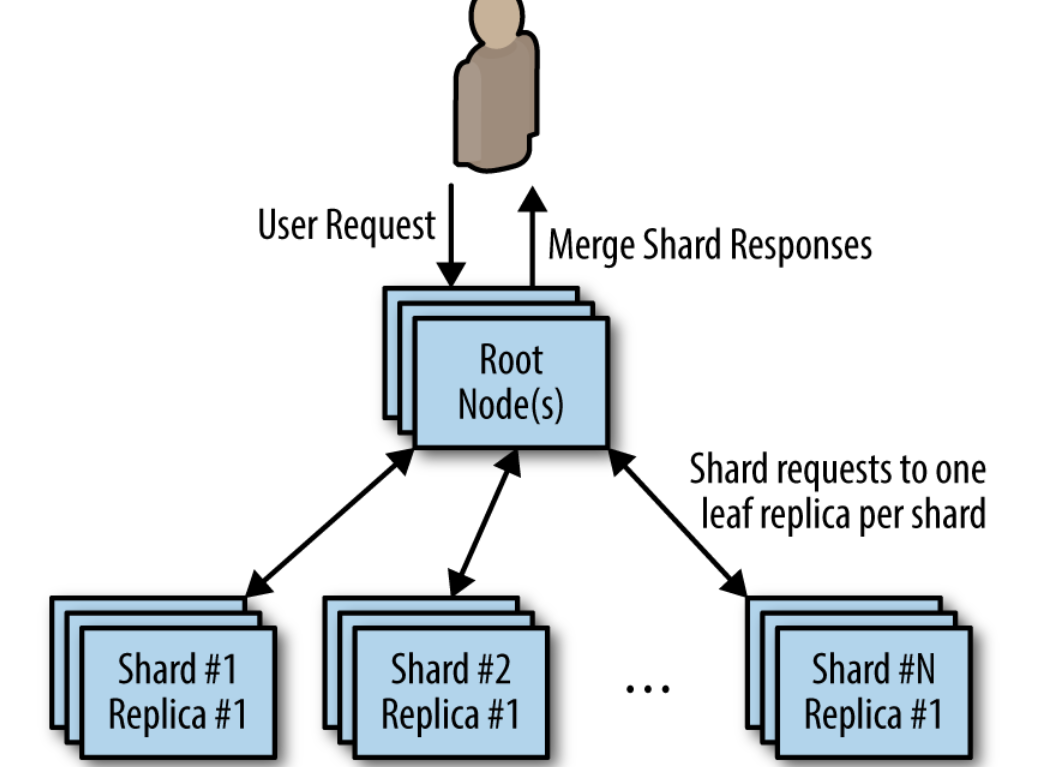 User Request
Merge Shard Responses
Root
Node(s)
Shard requests to one
leaf replica per shard
Shard #1
Replica #1
Shard #2
Replica #1
...
Shard #N
Replica #1